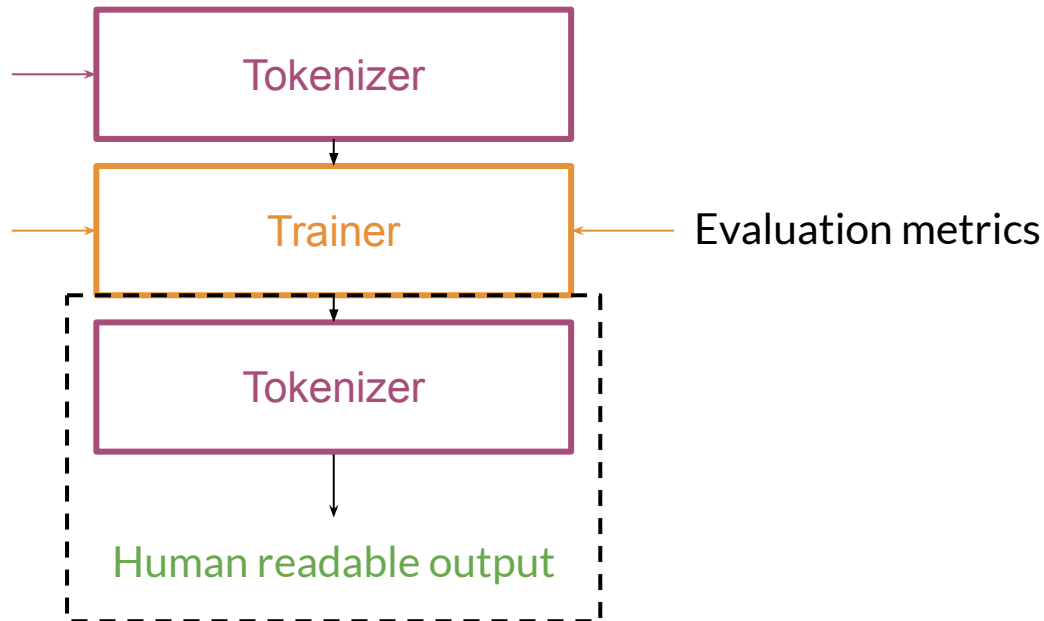 Tokenizer
Trainer
Evaluation metrics
Tokenizer
Human readable output